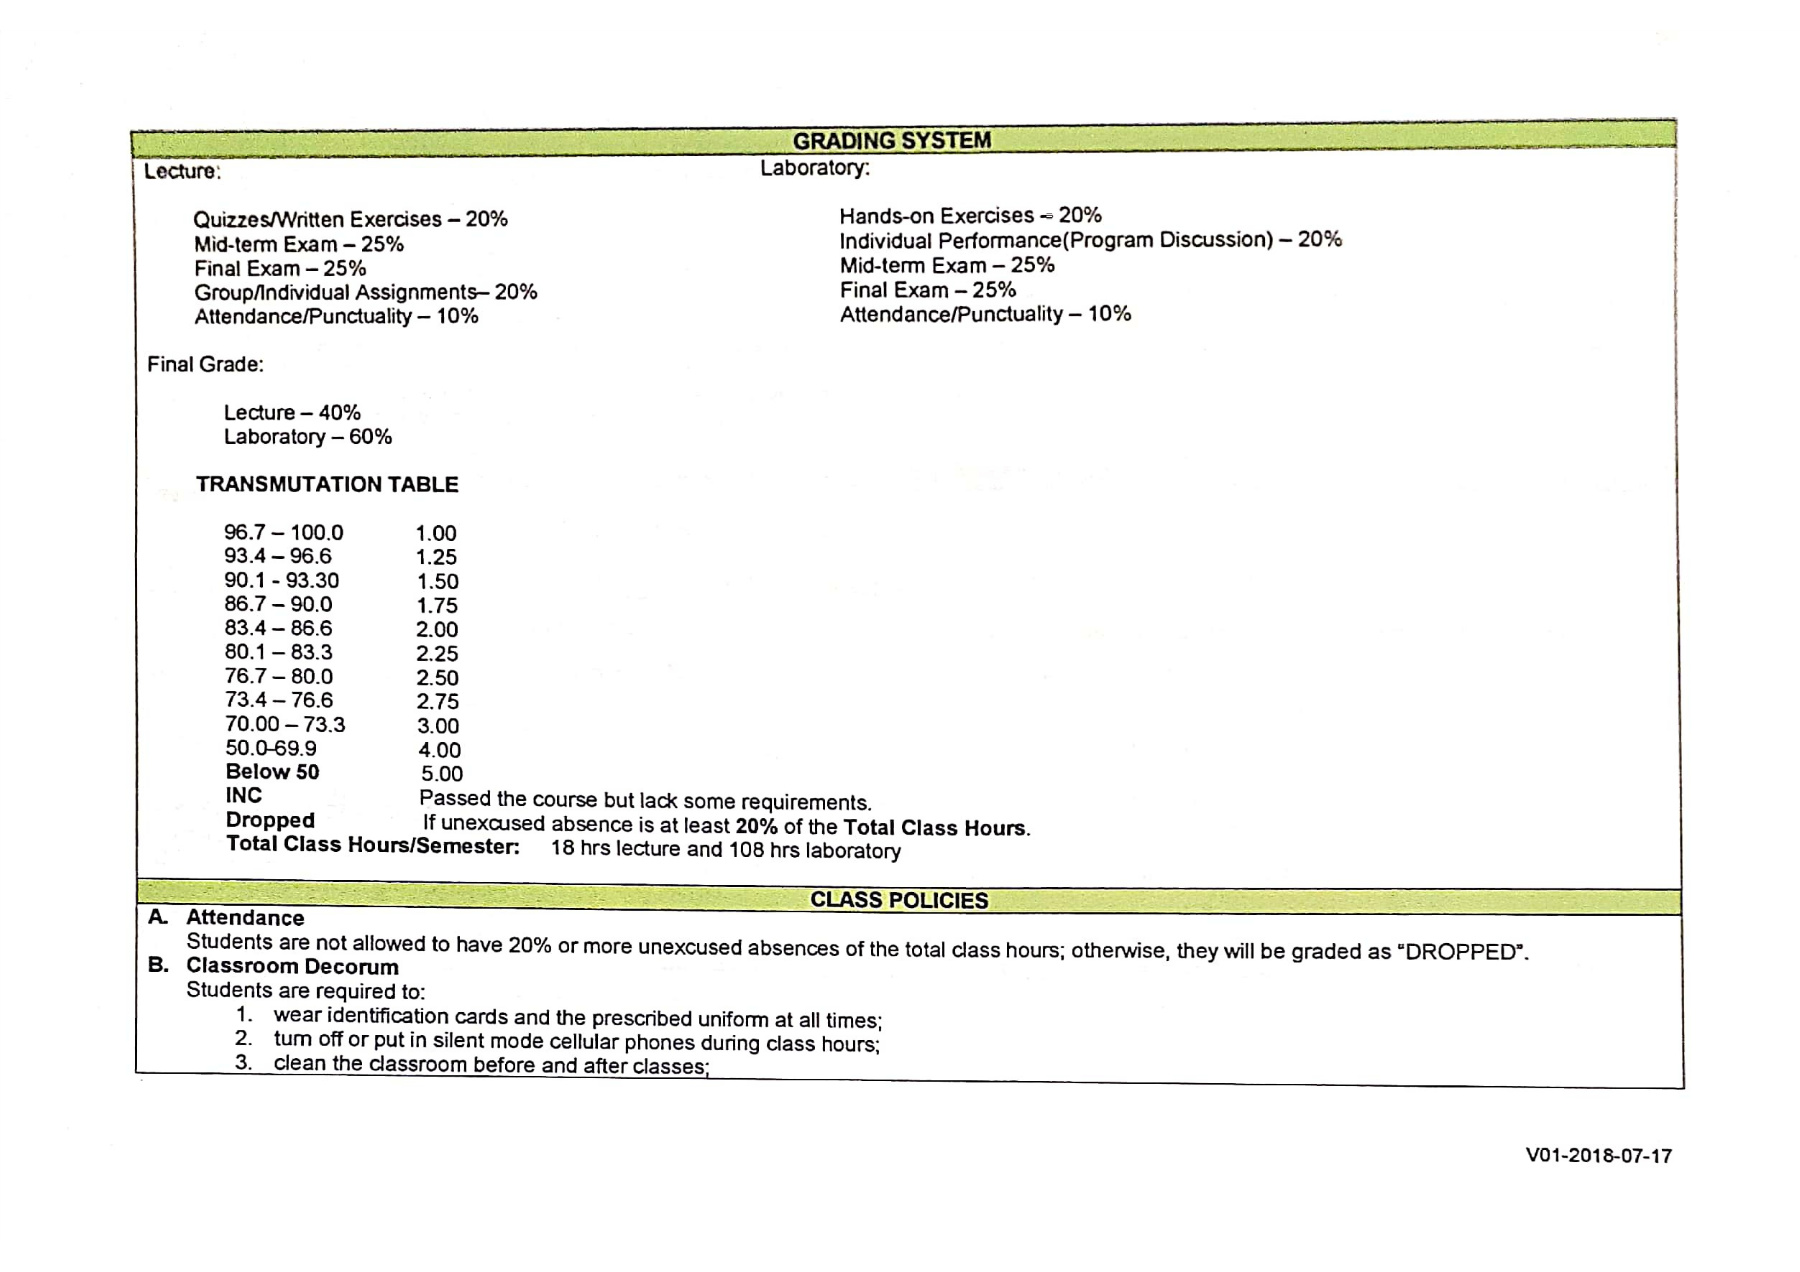 GRADING SYSTEM
Lecture:
Quizzes/Written Exercises – 20%
Mid-term Exam – 25%
Final Exam – 25%
Group/Individual Assignments– 20%
Attendance/Punctuality – 10%
Laboratory:
Hands-on Exercises – 20%
Individual Performance(Program Discussion) – 20%
Mid-term Exam – 25%
Final Exam – 25%
Attendance/Punctuality – 10%
Final Grade:
Lecture – 40%
Laboratory – 60%
TRANSMUTATION TABLE
96.7 – 100.0 1.00
93.4 – 96.6 1.25
90.1 - 93.30 1.50
86.7 – 90.0 1.75
83.4 – 86.6 2.00
80.1 – 83.3 2.25
76.7 – 80.0 2.50
73.4 – 76.6 2.75
70.00 – 73.3 3.00
50.0-69.9 4.00
Below 50 5.00
INC Passed the course but lack some requirements.
Dropped If unexcused absence is at least 20% of the Total Class Hours.
Total Class Hours/Semester: 18 hrs lecture and 108 hrs laboratory
CLASS POLICIES
A. Attendance
Students are not allowed to have 20% or more unexcused absences of the total class hours; otherwise, they will be graded as "DROPPED".
B. Classroom Decorum
Students are required to:
1. wear identification cards and the prescribed uniform at all times;
2. turn off or put in silent mode cellular phones during class hours;
3. clean the classroom before and after classes;
V01-2018-07-17